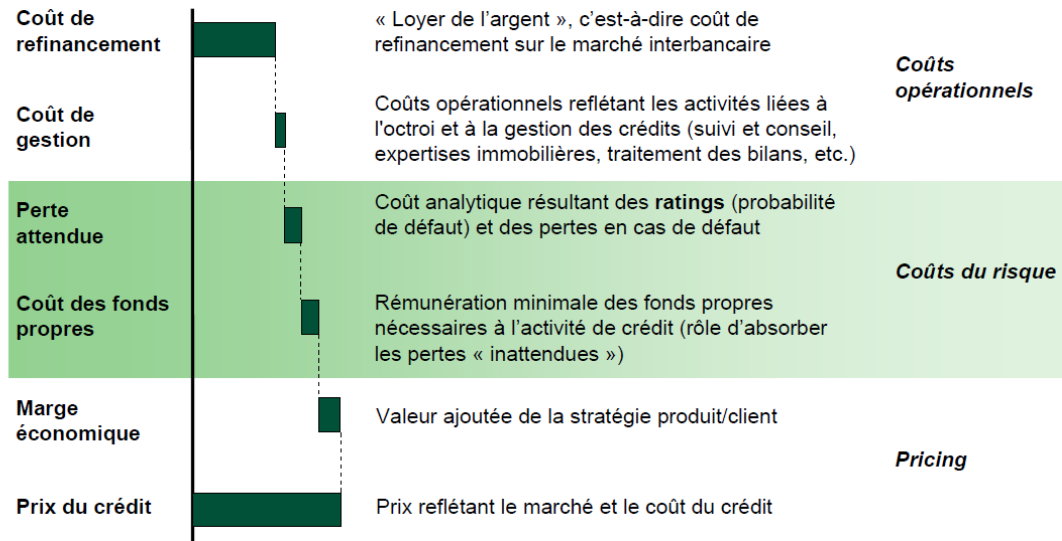 Coût de
refinancement
« Loyer de l’argent », c’est-à-dire coût de
refinancement sur le marché interbancaire
Coûts
opérationnels
Coût de
gestion
Coûts opérationnels reflétant les activités liées à
l'octroi et à la gestion des crédits (suivi et conseil,
expertises immobilières, traitement des bilans, etc.)
Perte
attendue
Coût analytique résultant des ratings (probabilité
de défaut) et des pertes en cas de défaut
Coûts du risque
Coût des fonds
propres
Rémunération minimale des fonds propres
nécessaires à l’activité de crédit (rôle d’absorber
les pertes « inattendues »)
Marge
économique
Valeur ajoutée de la stratégie produit/client
Pricing
Prix du crédit
Prix reflétant le marché et le coût du crédit